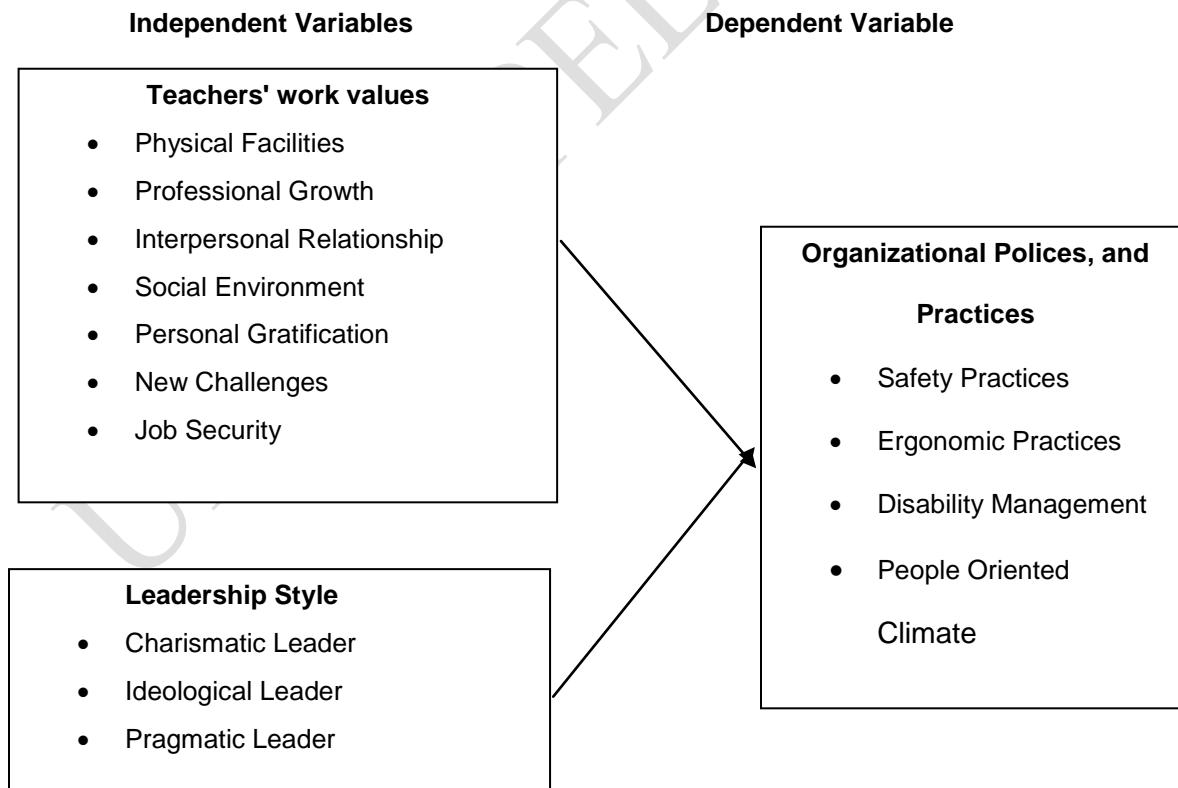 Independent Variables
Dependent Variable
Teachers' work values
• Physical Facilities
• Professional Growth
• Interpersonal Relationship
• Social Environment
• Personal Gratification
• New Challenges
• Job Security
Leadership Style
• Charismatic Leader
• Ideological Leader
• Pragmatic Leader
Organizational Polices, and
Practices
• Safety Practices
• Ergonomic Practices
• Disability Management
• People Oriented
Climate